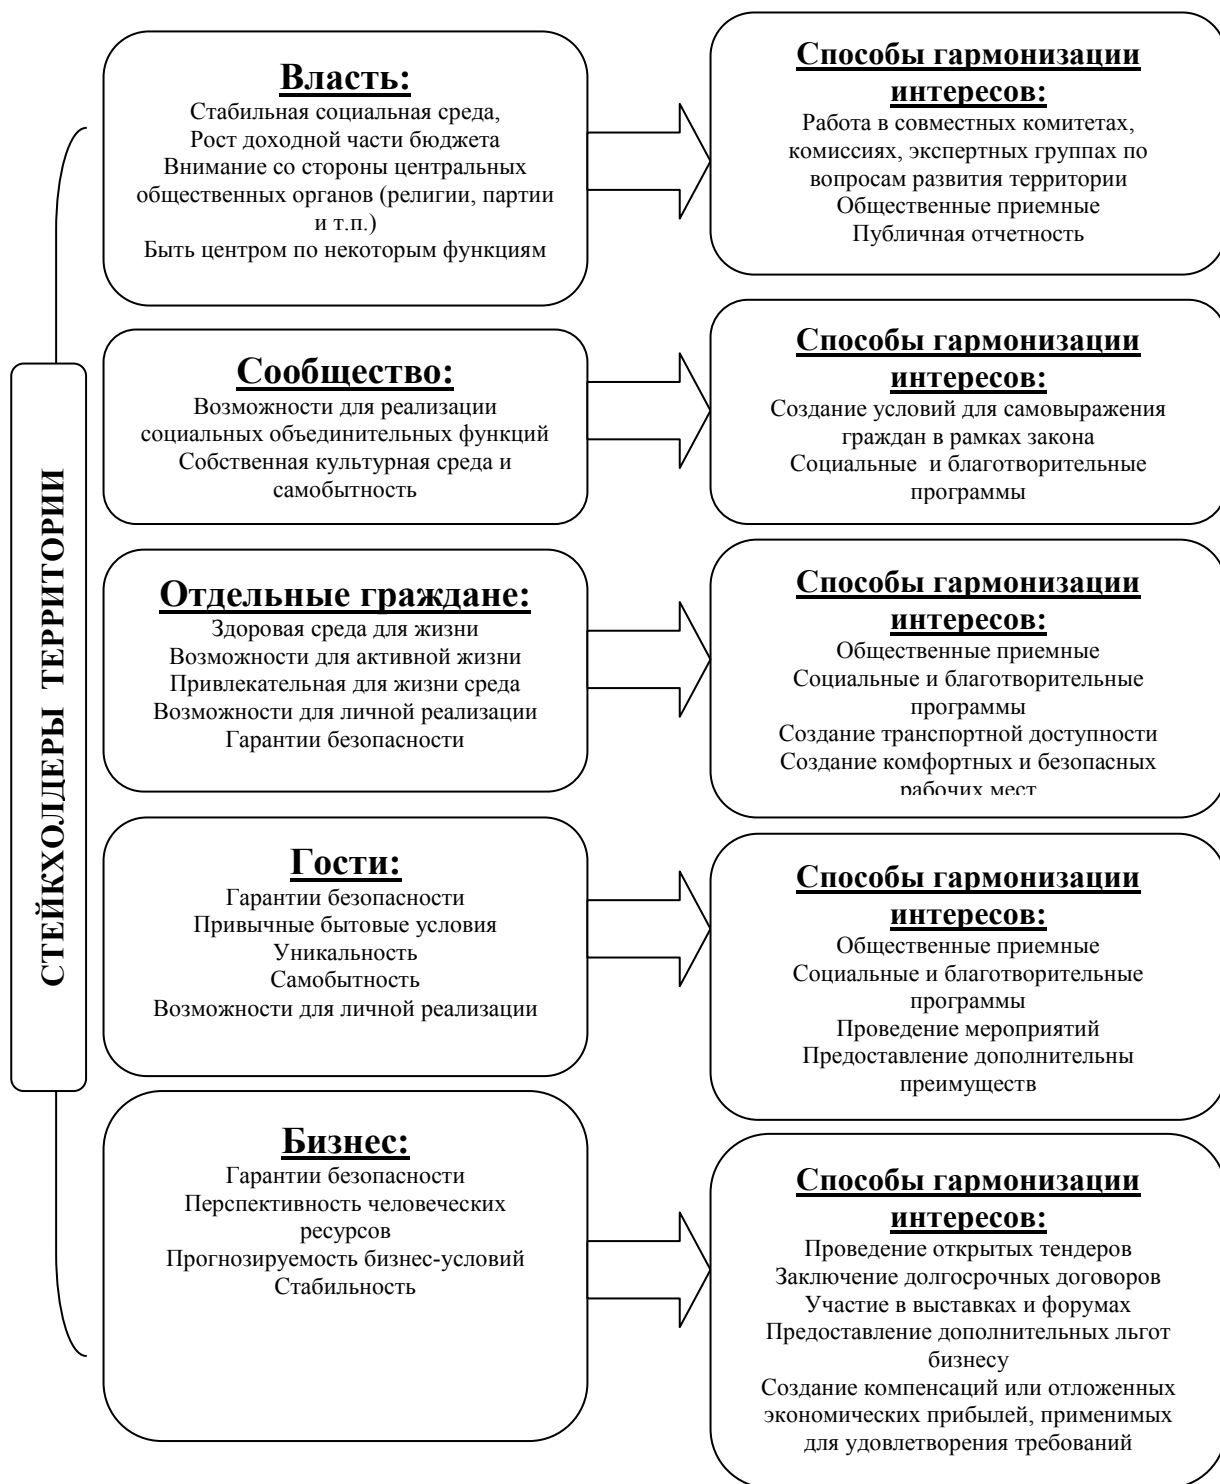 СТЕЙКХОЛДЕРЫ ТЕРРИТОРИИ
Власть:
Стабильная социальная среда,
Рост доходной части бюджета
Внимание со стороны центральных
общественных органов (религии, партии
и т.п.)
Быть центром по некоторым функциям
Способы гармонизации
интересов:
Работа в совместных комитетах,
комиссиях, экспертных группах по
вопросам развития территории
Общественные приемные
Публичная отчетность
Сообщество:
Возможности для реализации
социальных объединительных функций
Собственная культурная среда и
самобытность
Способы гармонизации
интересов:
Создание условий для самовыражения
граждан в рамках закона
Социальные и благотворительные
программы
Отдельные граждане:
Здоровая среда для жизни
Возможности для активной жизни
Привлекательная для жизни среда
Возможности для личной реализации
Гарантии безопасности
Способы гармонизации
интересов:
Общественные приемные
Социальные и благотворительные
программы
Создание транспортной доступности
Создание комфортных и безопасных
рабочих мест
Гости:
Гарантии безопасности
Привычные бытовые условия
Уникальность
Самобытность
Возможности для личной реализации
Способы гармонизации
интересов:
Общественные приемные
Социальные и благотворительные
программы
Проведение мероприятий
Предоставление дополнительны
преимуществ
Бизнес:
Гарантии безопасности
Перспективность человеческих
ресурсов
Прогнозируемость бизнес-условий
Стабильность
Способы гармонизации
интересов:
Проведение открытых тендеров
Заключение долгосрочных договоров
Участие в выставках и форумах
Предоставление дополнительных льгот
бизнесу
Создание компенсаций или отложенных
экономических прибылей, применимых
для удовлетворения требований